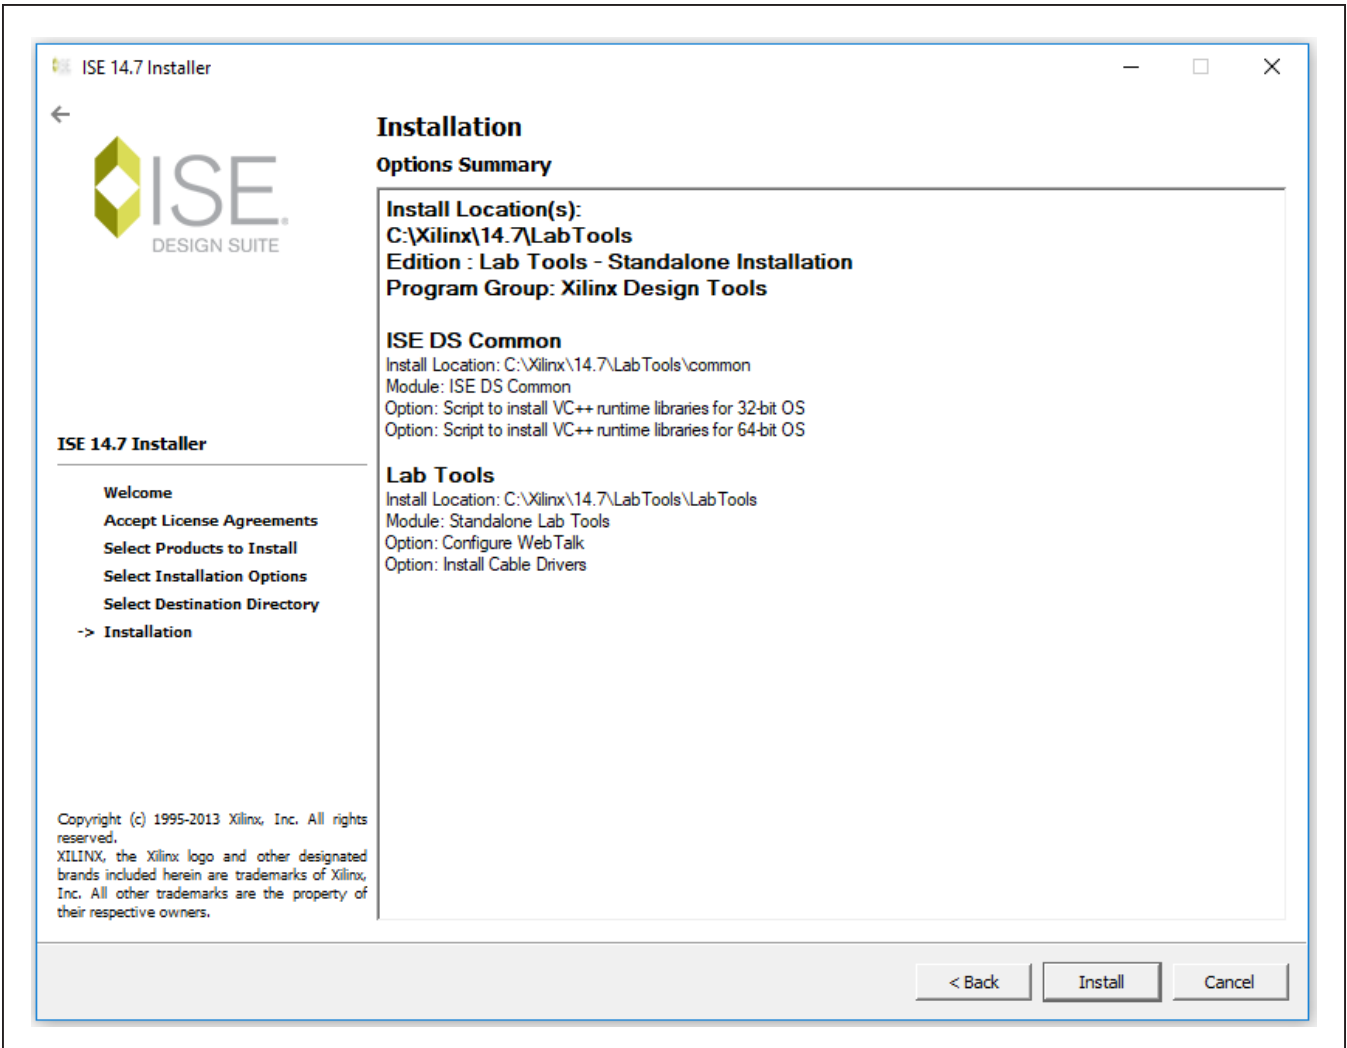 ISE 14.7 Installer
ISE®
DESIGN SUITE
ISE 14.7 Installer
Welcome
Accept License Agreements
Select Products to Install
Select Installation Options
Select Destination Directory
-> Installation
Copyright (c) 1995-2013 Xilinx, Inc. All rights
reserved.
XILINX, the Xilinx logo and other designated
brands included herein are trademarks of Xilinx,
Inc. All other trademarks are the property of
their respective owners.
Installation
Options Summary
Install Location(s):
C:\Xilinx\14.7\LabTools
Edition : Lab Tools - Standalone Installation
Program Group: Xilinx Design Tools
ISE DS Common
Install Location: C:\Xilinx\14.7\LabTools\common
Module: ISE DS Common
Option: Script to install VC++ runtime libraries for 32-bit OS
Option: Script to install VC++ runtime libraries for 64-bit OS
Lab Tools
Install Location: C:\Xilinx\14.7\LabTools\LabTools
Module: Standalone Lab Tools
Option: Configure WebTalk
Option: Install Cable Drivers
< Back
Install
Cancel